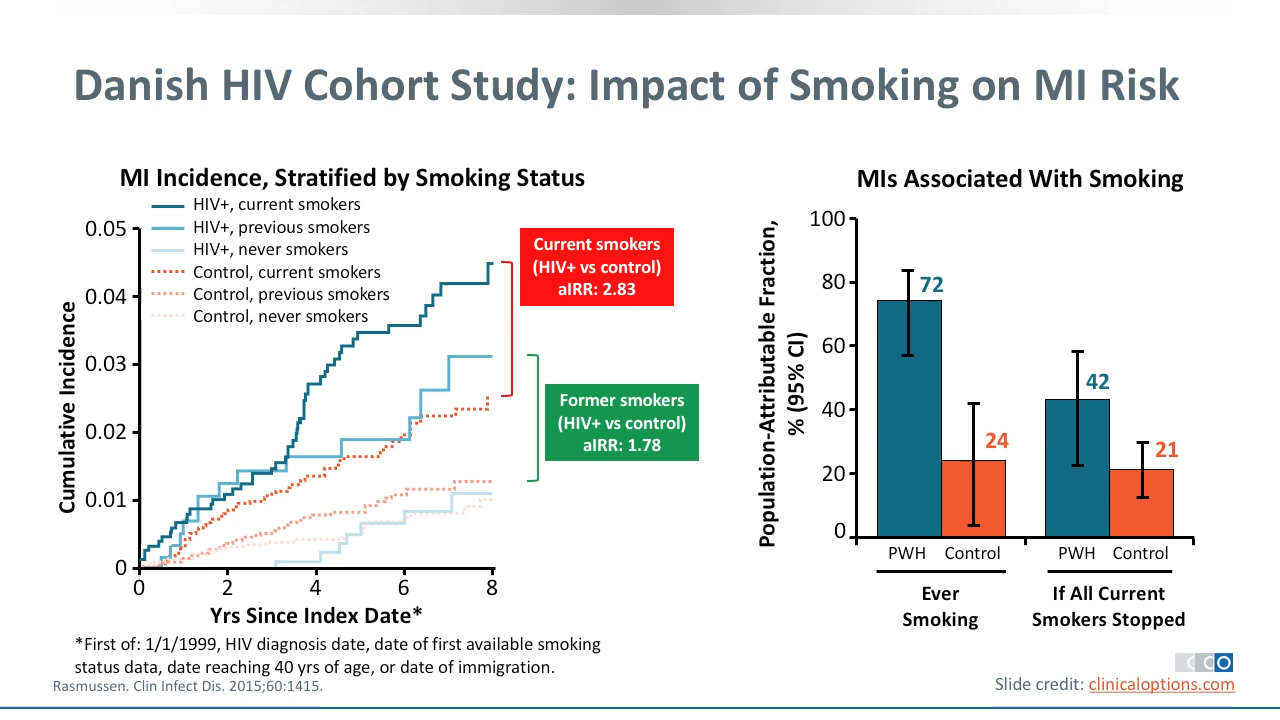 Danish HIV Cohort Study: Impact of Smoking on MI Risk
MI Incidence, Stratified by Smoking Status
HIV+, current smokers
HIV+, previous smokers
HIV+, never smokers
Control, current smokers
Control, previous smokers
Control, never smokers
Cumulative Incidence
0.05
0.04
0.03
0.02
0.01
0
0 2 4 6 8
Yrs Since Index Date*
Current smokers
(HIV+ vs control)
aIRR: 2.83
Former smokers
(HIV+ vs control)
aIRR: 1.78
MIs Associated With Smoking
Population-Attributable Fraction,
% (95% CI)
100
80
60
40
20
0
72
24
42
21
PWH Control PWH Control
Ever
Smoking
If All Current
Smokers Stopped
*First of: 1/1/1999, HIV diagnosis date, date of first available smoking
status data, date reaching 40 yrs of age, or date of immigration.
Rasmussen. Clin Infect Dis. 2015;60:1415.
CCO
Slide credit: clinicaloptions.com